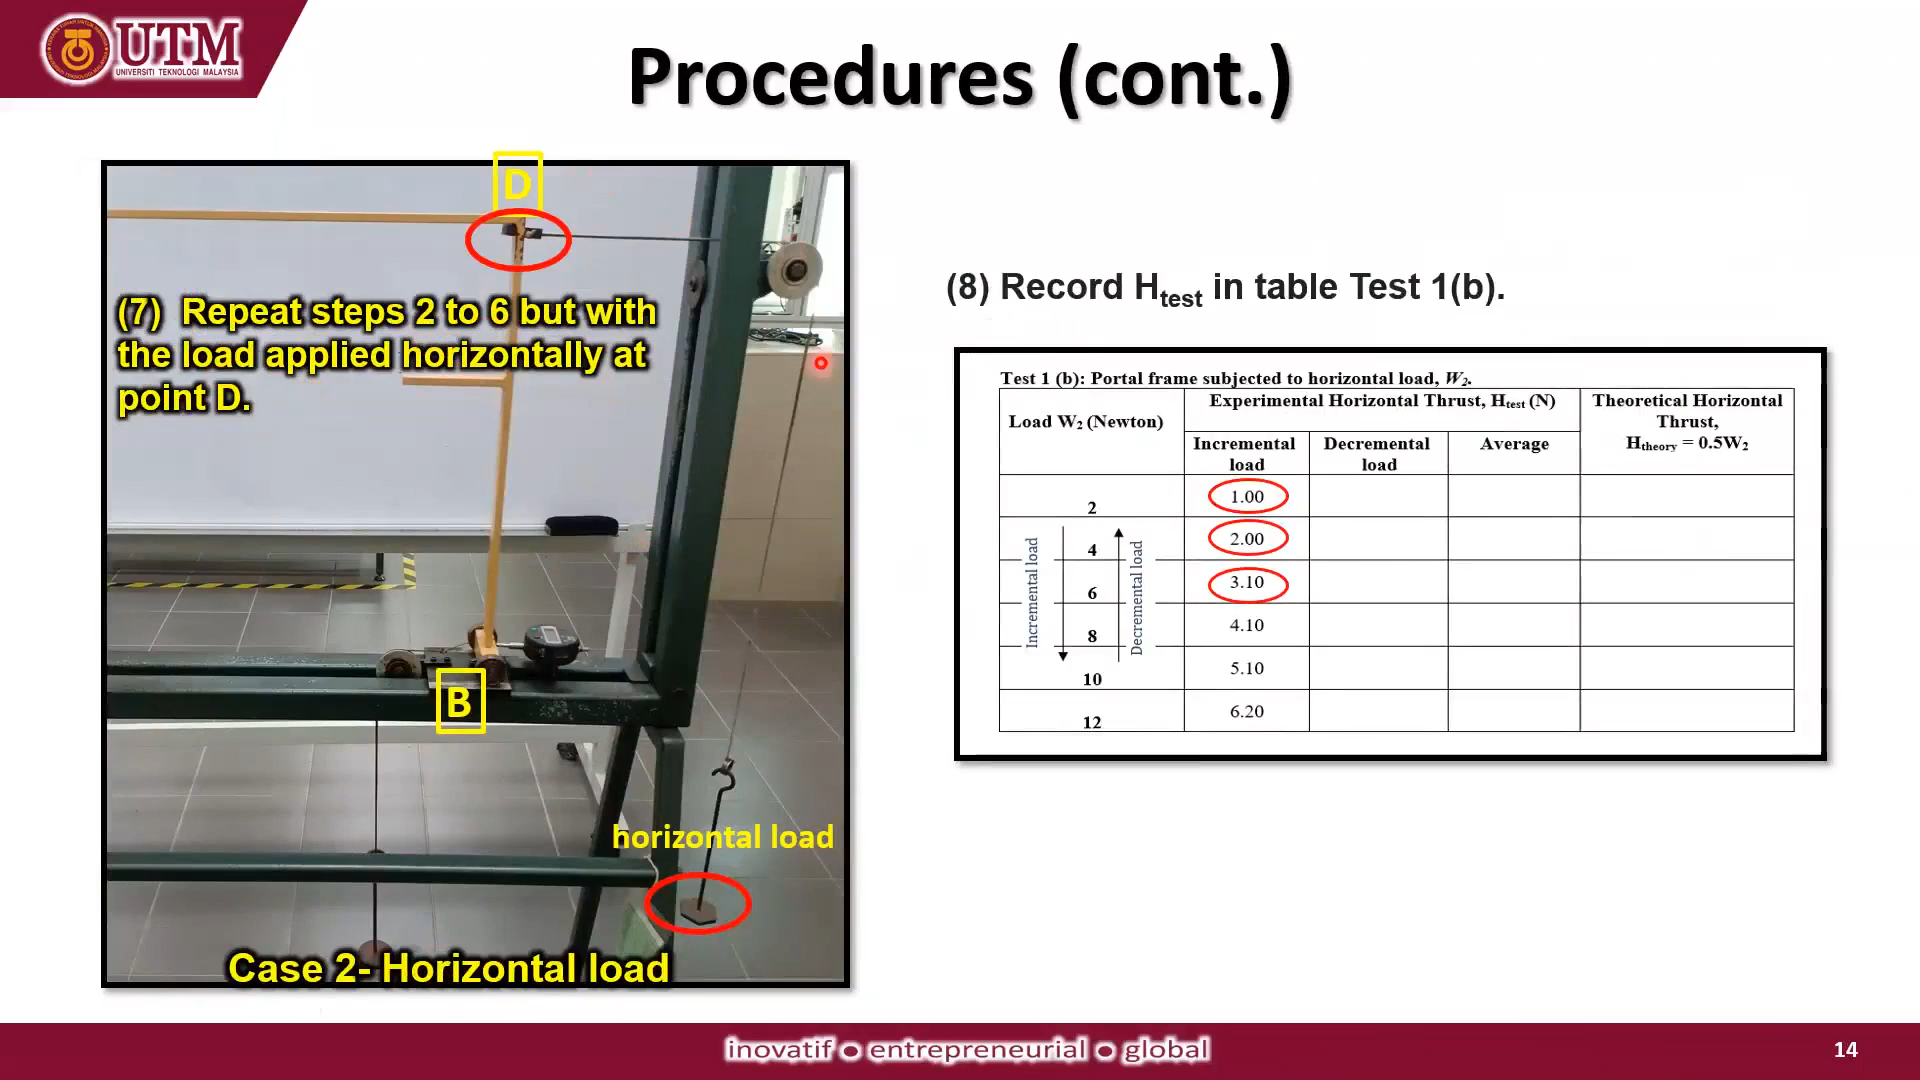 UTM
UNIVERSITI TEKNOLOGI MALAYSIA
Procedures (cont.)
D
(7) Repeat steps 2 to 6 but with
the load applied horizontally at
point D.
B
horizontal load
Case 2- Horizontal load
(8) Record Htest in table Test 1(b).
Test 1 (b): Portal frame subjected to horizontal load, W2.
Load W2 (Newton)
Experimental Horizontal Thrust, Htest (N)
Theoretical Horizontal
Thrust,
Htheory = 0.5W2
Incremental
load
Decremental
load
Average
2 1.00
4 2.00
6 3.10
8 4.10
10 5.10
12 6.20
Incremental load
Decremental load
inovatif ● entrepreneurial ● global
14